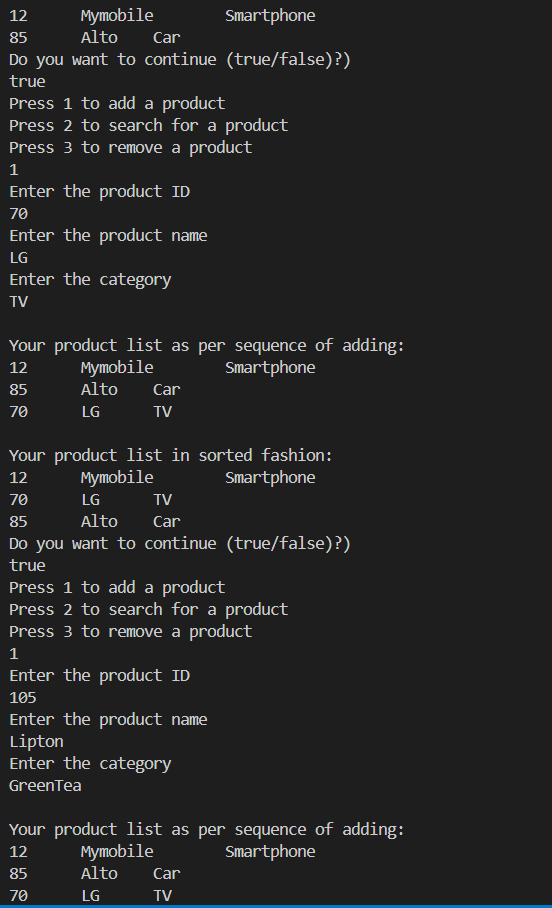 12 Mymobile Smartphone
85 Alto Car
Do you want to continue (true/false)?)
true
Press 1 to add a product
Press 2 to search for a product
Press 3 to remove a product
1
Enter the product ID
70
Enter the product name
LG
Enter the category
TV
Your product list as per sequence of adding:
12 Mymobile Smartphone
85 Alto Car
70 LG TV
Your product list in sorted fashion:
12 Mymobile Smartphone
70 LG TV
85 Alto Car
Do you want to continue (true/false)?)
true
Press 1 to add a product
Press 2 to search for a product
Press 3 to remove a product
1
Enter the product ID
105
Enter the product name
Lipton
Enter the category
GreenTea
Your product list as per sequence of adding:
12 Mymobile Smartphone
85 Alto Car
70 LG TV